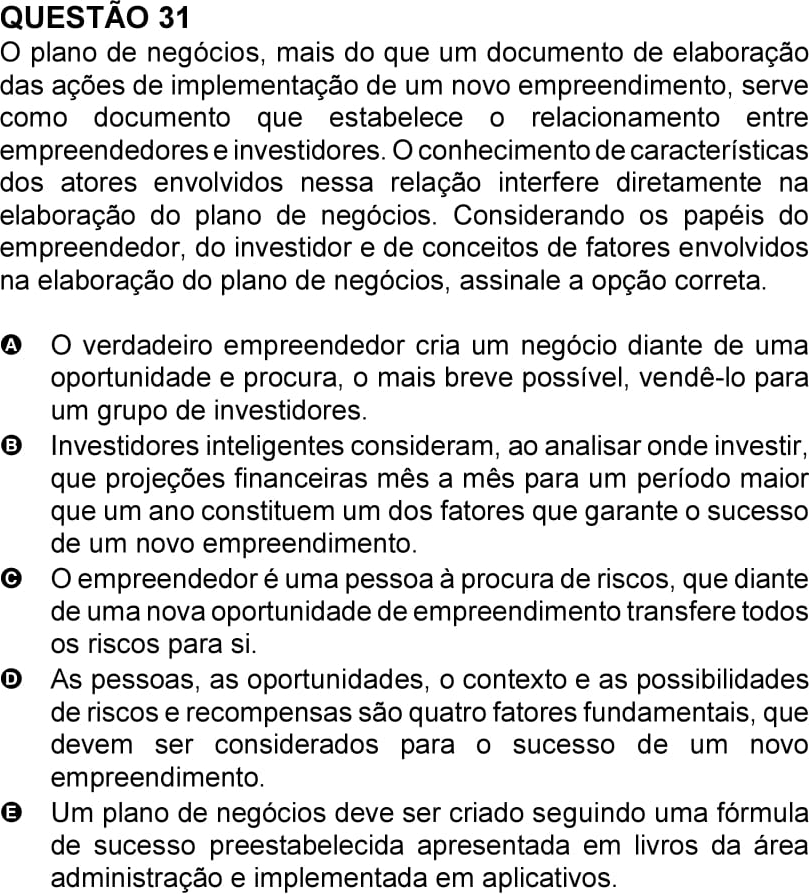 QUESTÃO 31
O plano de negócios, mais do que um documento de elaboração
das ações de implementação de um novo empreendimento, serve
como documento que estabelece o relacionamento entre
empreendedores e investidores. O conhecimento de características
dos atores envolvidos nessa relação interfere diretamente na
elaboração do plano de negócios. Considerando os papéis do
empreendedor, do investidor e de conceitos de fatores envolvidos
na elaboração do plano de negócios, assinale a opção correta.
A O verdadeiro empreendedor cria um negócio diante de uma
oportunidade e procura, o mais breve possível, vendê-lo para
um grupo de investidores.
B Investidores inteligentes consideram, ao analisar onde investir,
que projeções financeiras mês a mês para um período maior
que um ano constituem um dos fatores que garante o sucesso
de um novo empreendimento.
C O empreendedor é uma pessoa à procura de riscos, que diante
de uma nova oportunidade de empreendimento transfere todos
os riscos para si.
D As pessoas, as oportunidades, o contexto e as possibilidades
de riscos e recompensas são quatro fatores fundamentais, que
devem ser considerados para o sucesso de um novo
empreendimento.
E Um plano de negócios deve ser criado seguindo uma fórmula
de sucesso preestabelecida apresentada em livros da área
administração e implementada em aplicativos.